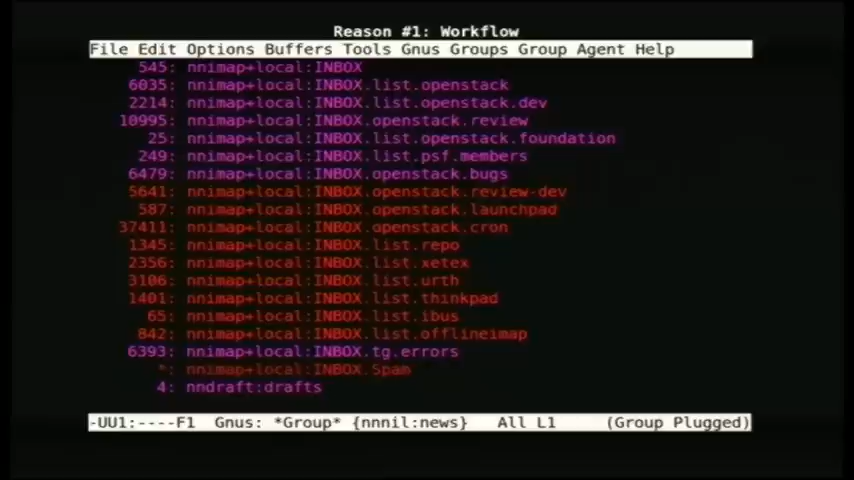 Reason #1: Workflow
File Edit Options Buffers Tools Gnus Groups Group Agent Help
545: nnimap+local:INBOX
6035: nnimap+local:INBOX.list.openstack
2214: nnimap+local:INBOX.list.openstack.dev
10995: nnimap+local:INBOX.openstack.review
25: nnimap+local:INBOX.list.openstack.foundation
249: nnimap+local:INBOX.list.psf.members
6479: nnimap+local:INBOX.openstack.bugs
5641: nnimap+local:INBOX.openstack.review-dev
587: nnimap+local:INBOX.openstack.launchpad
37411: nnimap+local:INBOX.openstack.cron
1345: nnimap+local:INBOX.list.repo
2356: nnimap+local:INBOX.list.xetex
3106: nnimap+local:INBOX.list.urth
1401: nnimap+local:INBOX.list.thinkpad
65: nnimap+local:INBOX.list.ibus
842: nnimap+local:INBOX.list.offlineimap
6393: nnimap+local:INBOX.tg.errors
*: nnimap+local:INBOX.Spam
4: nndraft:drafts
-UU1:----F1  Gnus: *Group* {nnnil:news}   All L1     (Group Plugged)